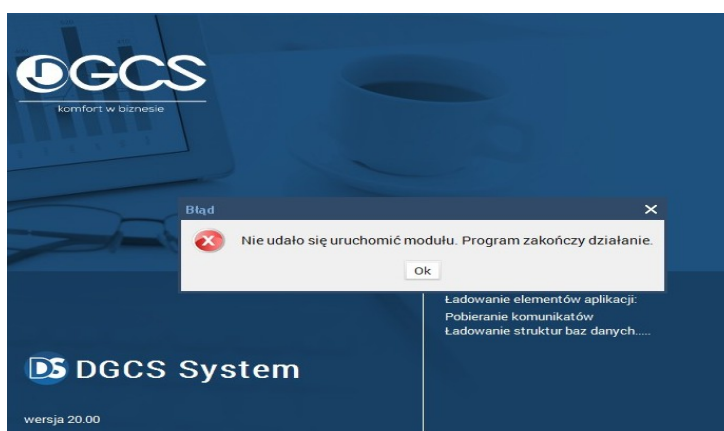 DGCS
komfort w biznesie
Błąd
Nie udało się uruchomić modułu. Program zakończy działanie.
Ok
Ładowanie elementów aplikacji:
Pobieranie komunikatów
Ładowanie struktur baz danych.....
DS DGCS System
wersja 20.00